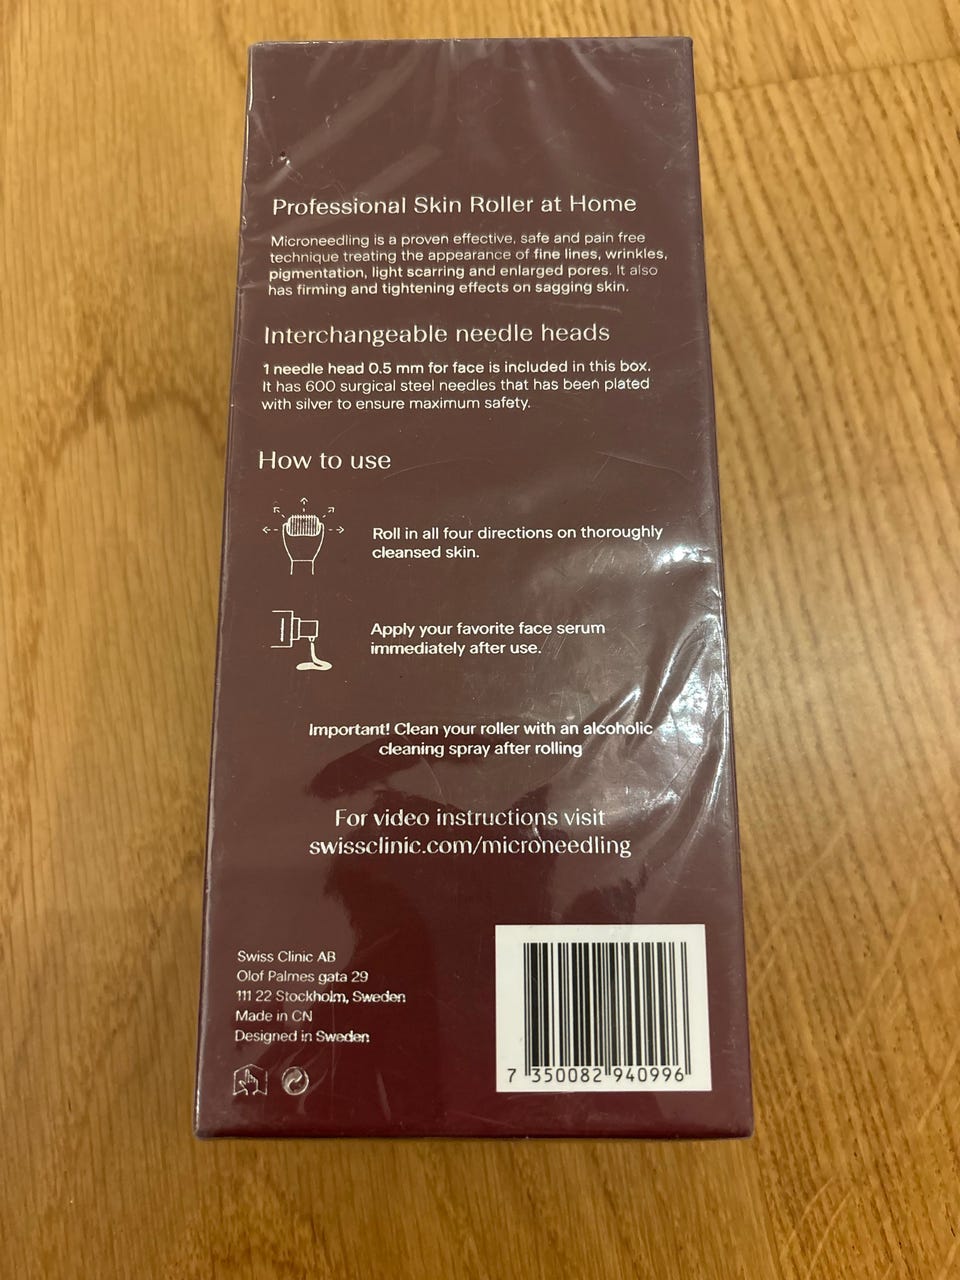 Professional Skin Roller at Home
Microneedling is a proven effective, safe and pain free
technique treating the appearance of fine lines, wrinkles,
pigmentation, light scarring and enlarged pores. It also
has firming and tightening effects on sagging skin.
Interchangeable needle heads
1 needle head 0.5 mm for face is included in this box.
It has 600 surgical steel needles that has been plated
with silver to ensure maximum safety.
How to use
Roll in all four directions on thoroughly
cleansed skin.
Apply your favorite face serum
immediately after use.
Important! Clean your roller with an alcoholic
cleaning spray after rolling
For video instructions visit
swissclinic.com/microneedling
Swiss Clinic AB
Olof Palmes gata 29
111 22 Stockholm, Sweden
Made in CN
Designed in Sweden
7 350082 940996